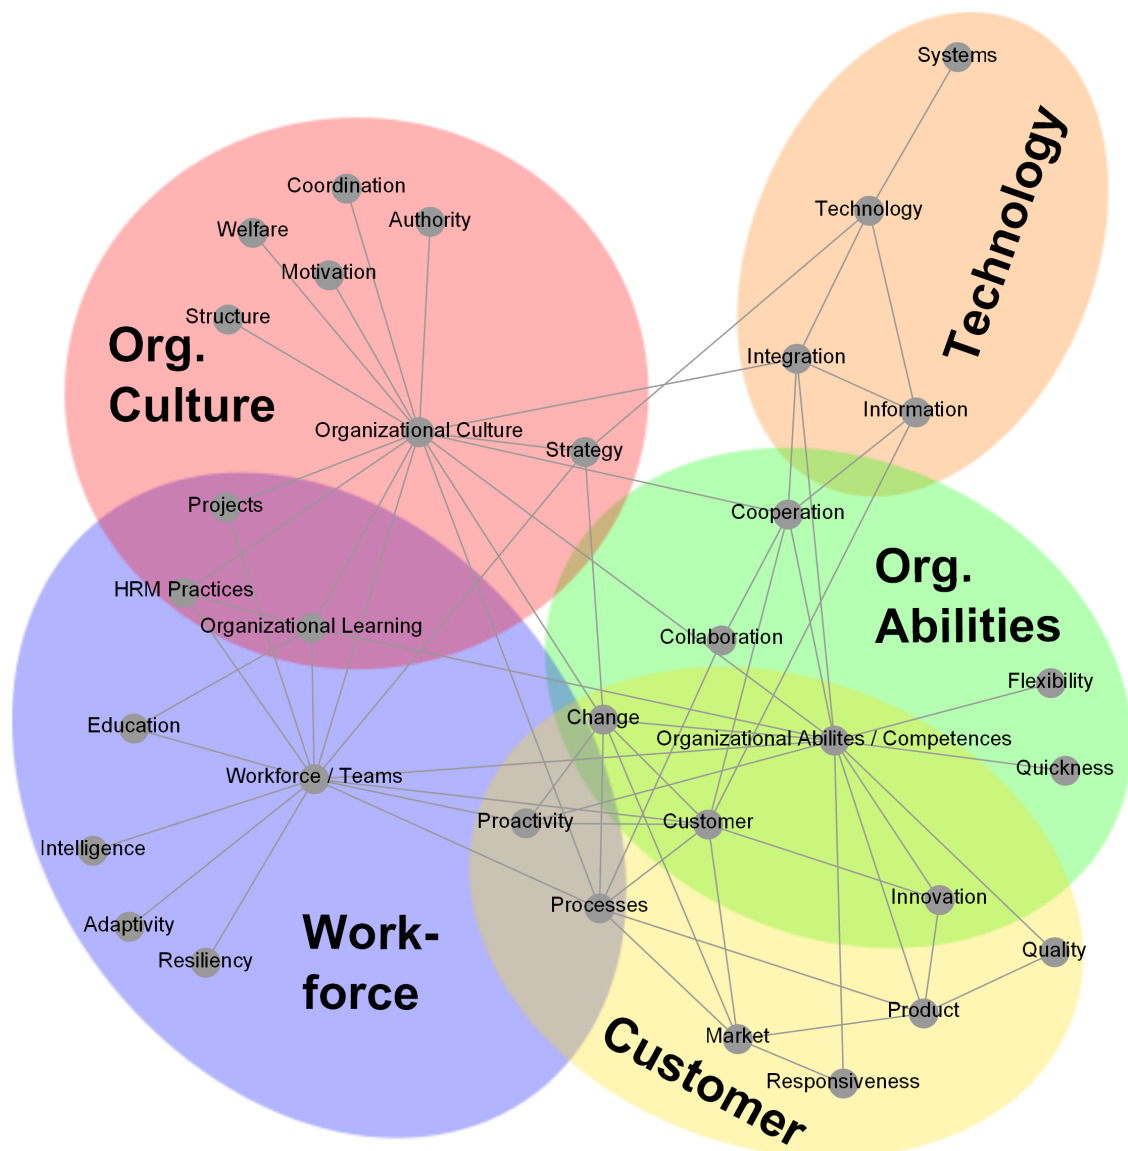 Systems
Technology
Coordination
Authority
Welfare
Motivation
Structure
Technology
Org.
Culture
Integration
Information
Organizational Culture
Strategy
Projects
Cooperation
Org.
Abilities
HRM Practices
Organizational Learning
Collaboration
Flexibility
Education
Change
Organizational Abilites / Competences
Workforce / Teams
Quickness
Proactivity
Customer
Intelligence
Processes
Innovation
Adaptivity
Resiliency
Work-
force
Quality
Product
Market
Customer
Responsiveness